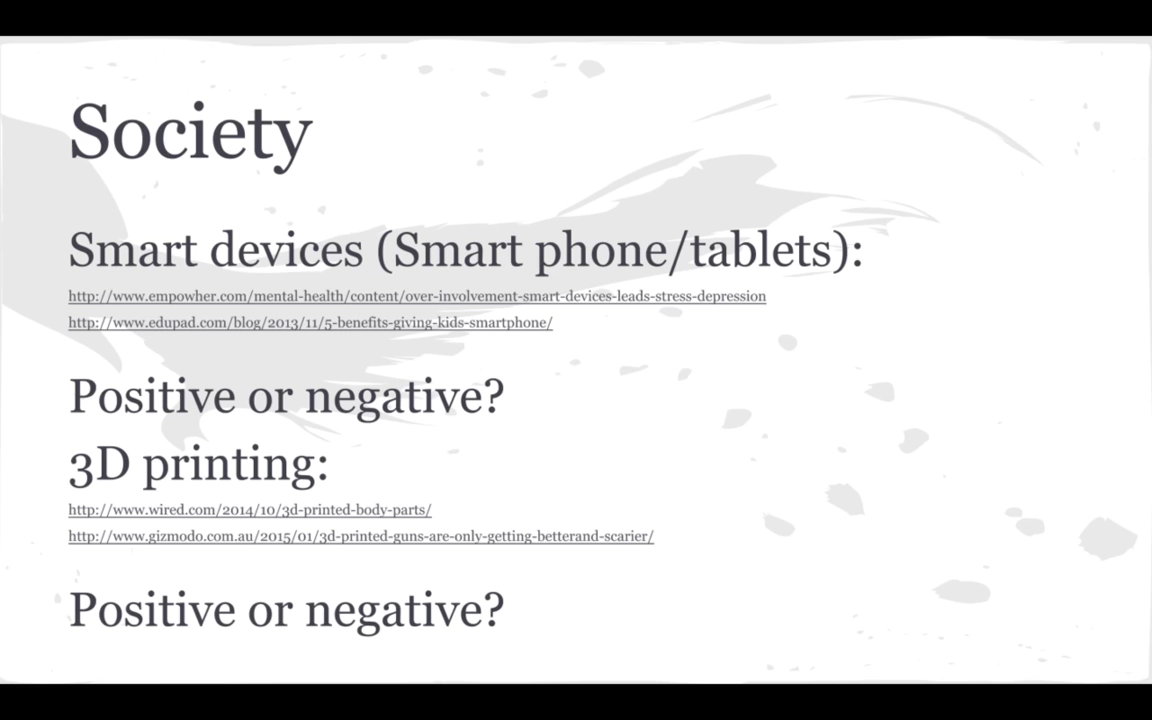 Society
Smart devices (Smart phone/tablets):
http://www.empowher.com/mental-health/content/over-involvement-smart-devices-leads-stress-depression
http://www.edupad.com/blog/2013/11/5-benefits-giving-kids-smartphone/
Positive or negative?
3D printing:
http://www.wired.com/2014/10/3d-printed-body-parts/
http://www.gizmodo.com.au/2015/01/3d-printed-guns-are-only-getting-betterand-scarier/
Positive or negative?